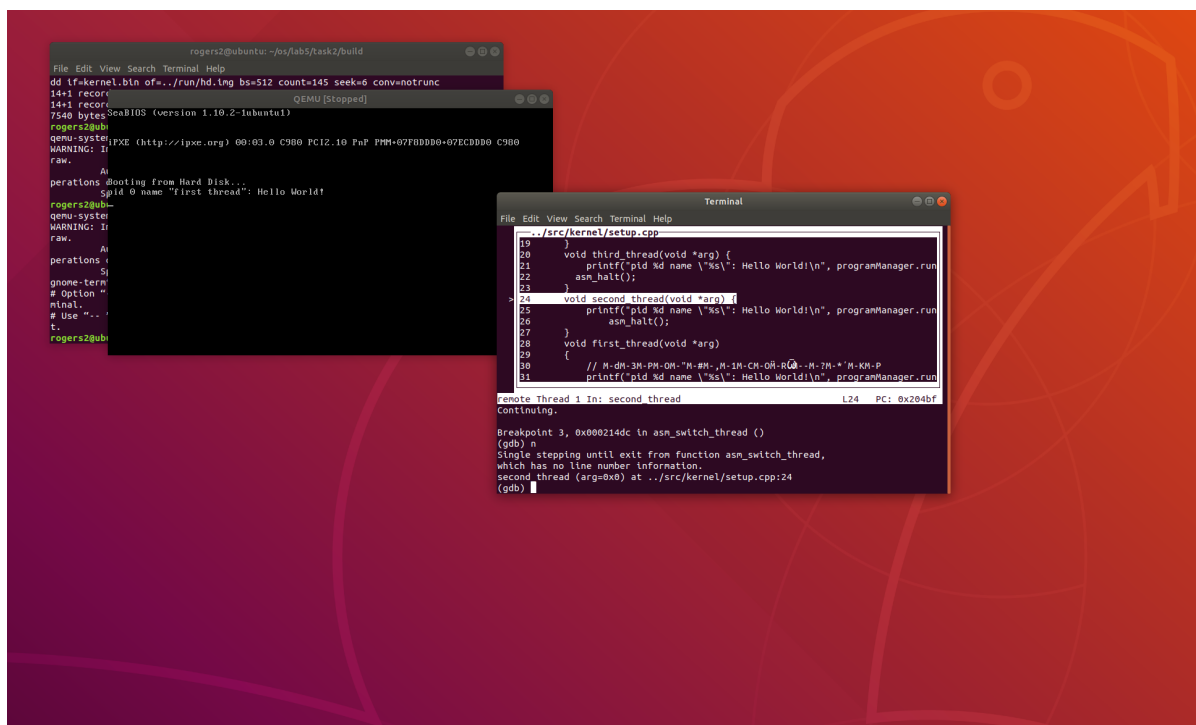 rogers2@ubuntu: ~/os/lab5/task2/build
File Edit View Search Terminal Help
dd if=kernel.bin of=../run/hd.img bs=512 count=145 seek=6 conv=notrunc
14+1 recor
14+1 recor
7540 bytes
rogers2@ub
qemu-syste
WARNING: I
raw.
A
perations
S
rogers2@ub
qemu-syste
WARNING: I
raw.
A
perations
S
gnome-term
# Option “
minal.
# Use “--
t.
rogers2@ub
QEMU [Stopped]
SeaBIOS (version 1.10.2-1ubuntu1)
iPXE (http://ipxe.org) 00:03.0 C980 PCI2.10 PnP PMM+07F8DDD0+07ECDDD0 C980
Booting from Hard Disk...
pid 0 name "first thread": Hello World!
Terminal
File Edit View Search Terminal Help
../src/kernel/setup.cpp
19 }
20 void third_thread(void *arg) {
21 printf("pid %d name \"%s\": Hello World!\n", programManager.run
22 asm_halt();
23 }
> 24 void second_thread(void *arg) {
25 printf("pid %d name \"%s\": Hello World!\n", programManager.run
26 asm_halt();
27 }
28 void first_thread(void *arg)
29 {
30 // M-dM-3M-PM-OM-"M-#M-,M-1M-CM-OM-
31 printf("pid %d name \"%s\": Hello World!\n", programManager.run
remote Thread 1 In: second_thread L24 PC: 0x204bf
Continuing.
Breakpoint 3, 0x000214dc in asm_switch_thread ()
(gdb) n
Single stepping until exit from function asm_switch_thread,
which has no line number information.
second_thread (arg=0x0) at ../src/kernel/setup.cpp:24
(gdb)